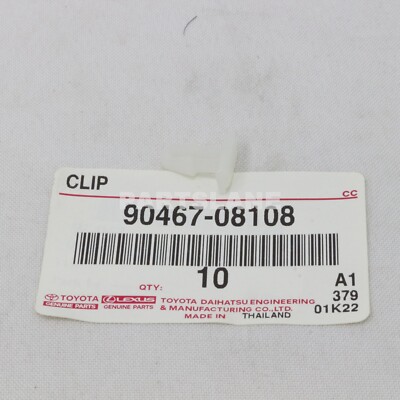 CLIP
CC
PARTSLANE
90467-08108
QTY: 10
A1
379
01K22
TOYOTA
GENUINE PARTS
LEXUS
GENUINE PARTS
TOYOTA DAIHATSU ENGINEERING
& MANUFACTURING CO.,LTD.
MADE IN THAILAND